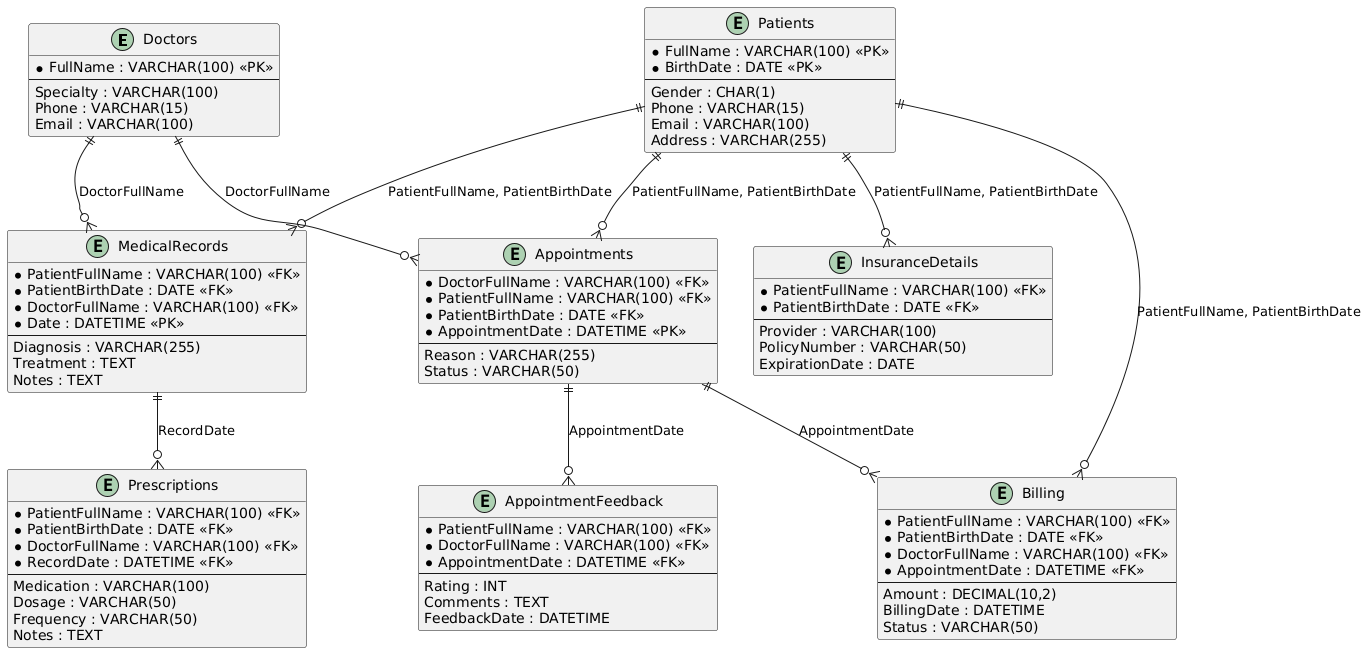 E Doctors
* FullName : VARCHAR(100) «PK»
Specialty : VARCHAR(100)
Phone : VARCHAR(15)
Email : VARCHAR(100)
E Patients
* FullName : VARCHAR(100) «PK»
* BirthDate : DATE «PK»
Gender : CHAR(1)
Phone : VARCHAR(15)
Email : VARCHAR(100)
Address : VARCHAR(255)
DoctorFullName
DoctorFullName
PatientFullName, PatientBirthDate
PatientFullName, PatientBirthDate
PatientFullName, PatientBirthDate
PatientFullName, PatientBirthDate
E MedicalRecords
* PatientFullName : VARCHAR(100) «FK»
* PatientBirthDate : DATE «FK»
* DoctorFullName : VARCHAR(100) «FK»
* Date : DATETIME «PK»
Diagnosis : VARCHAR(255)
Treatment : TEXT
Notes : TEXT
E Appointments
* DoctorFullName : VARCHAR(100) «FK»
* PatientFullName : VARCHAR(100) «FK»
* PatientBirthDate : DATE «FK»
* AppointmentDate : DATETIME «PK»
Reason : VARCHAR(255)
Status : VARCHAR(50)
E InsuranceDetails
* PatientFullName : VARCHAR(100) «FK»
* PatientBirthDate : DATE «FK»
Provider : VARCHAR(100)
PolicyNumber : VARCHAR(50)
ExpirationDate : DATE
RecordDate
AppointmentDate
AppointmentDate
E Prescriptions
* PatientFullName : VARCHAR(100) «FK»
* PatientBirthDate : DATE «FK»
* DoctorFullName : VARCHAR(100) «FK»
* RecordDate : DATETIME «FK»
Medication : VARCHAR(100)
Dosage : VARCHAR(50)
Frequency : VARCHAR(50)
Notes : TEXT
E AppointmentFeedback
* PatientFullName : VARCHAR(100) «FK»
* DoctorFullName : VARCHAR(100) «FK»
* AppointmentDate : DATETIME «FK»
Rating : INT
Comments : TEXT
FeedbackDate : DATETIME
E Billing
* PatientFullName : VARCHAR(100) «FK»
* PatientBirthDate : DATE «FK»
* DoctorFullName : VARCHAR(100) «FK»
* AppointmentDate : DATETIME «FK»
Amount : DECIMAL(10,2)
BillingDate : DATETIME
Status : VARCHAR(50)